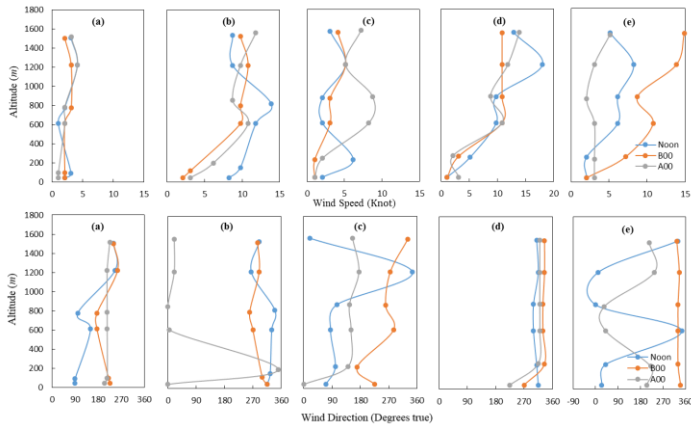 1800 (a) (b) (c) (d) (e)
1600
1400
1200
1000
800
600
400
200
0
Altitude (m)
Noon
B00
A00
0 5 10 15 0 5 10 15 0 5 10 15 0 5 10 15 20 0 5 10 15
Wind Speed (Knot)
1800 (a) (b) (c) (d) (e)
1600
1400
1200
1000
800
600
400
200
0
Altitude (m)
Noon
B00
A00
0 90 180 270 360 0 90 180 270 360 0 90 180 270 360 0 90 180 270 360 -90 0 90 180 270 360
Wind Direction (Degrees true)